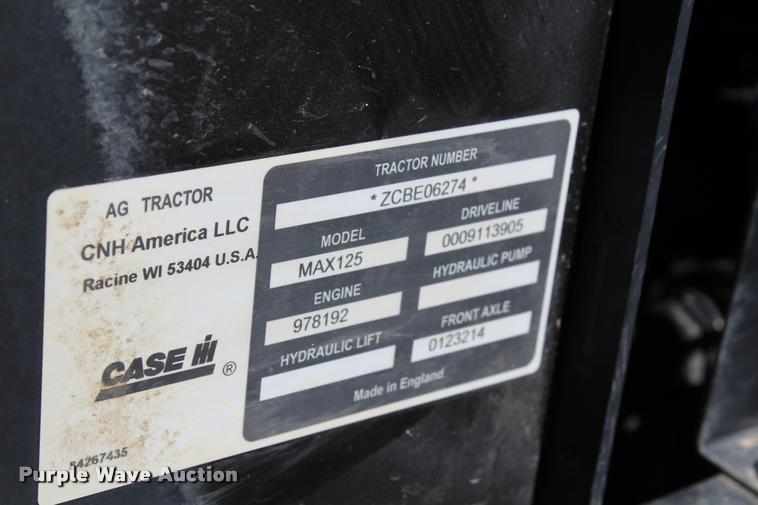 AG TRACTOR
CNH America LLC
Racine WI 53404 U.S.A.
CASE IH ®
84267435
TRACTOR NUMBER
*ZCBE06274*
MODEL
MAX125
DRIVELINE
0009113905
ENGINE
978192
HYDRAULIC PUMP
HYDRAULIC LIFT
FRONT AXLE
0123214
Made in England
Purple Wave Auction